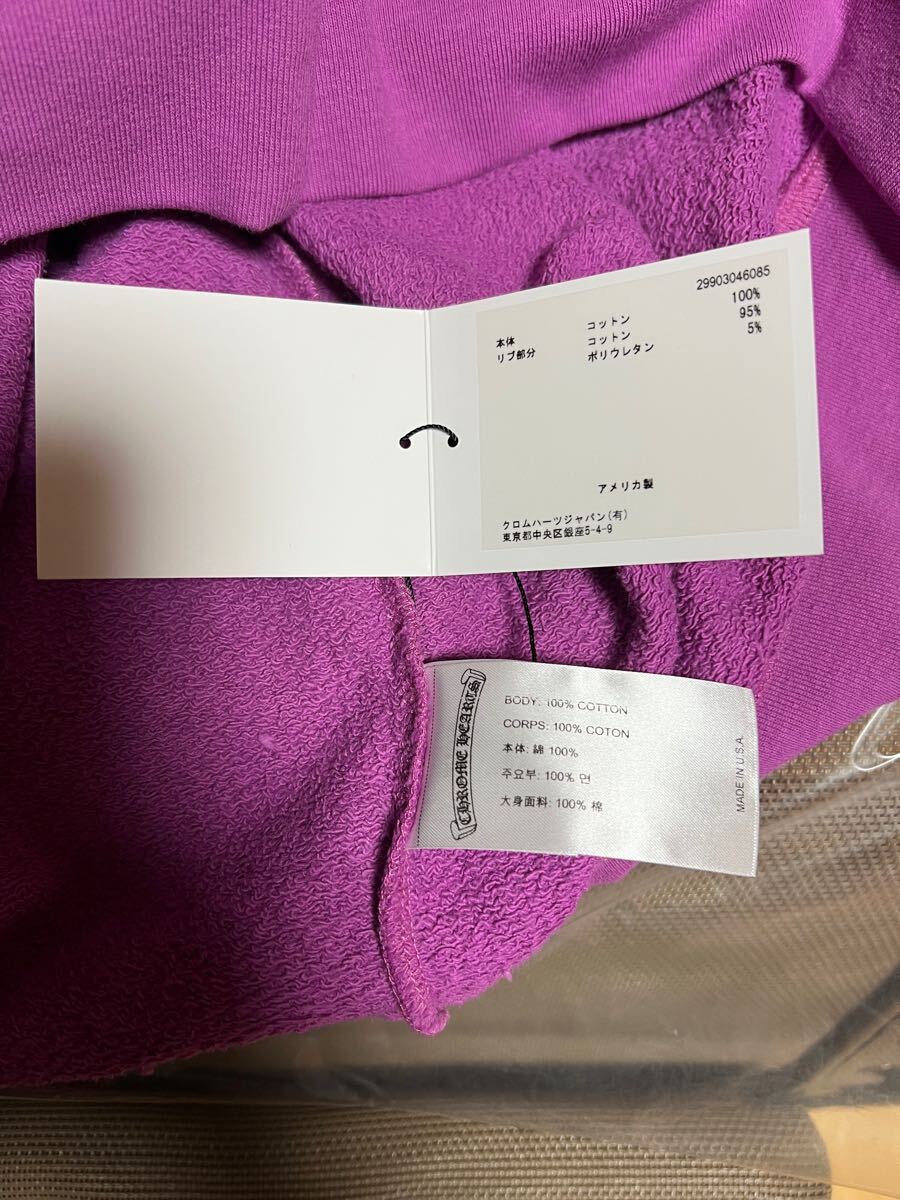 29903046085
本体 コットン 100%
リブ部分 コットン 95%
ポリウレタン 5%
アメリカ製
クロムハーツジャパン(有)
東京都中央区銀座5-4-9
CHROME HEARTS
BODY: 100% COTTON
CORPS: 100% COTON
本体: 綿 100%
주요부: 100% 면
大身面料: 100% 棉
MADE IN U.S.A.